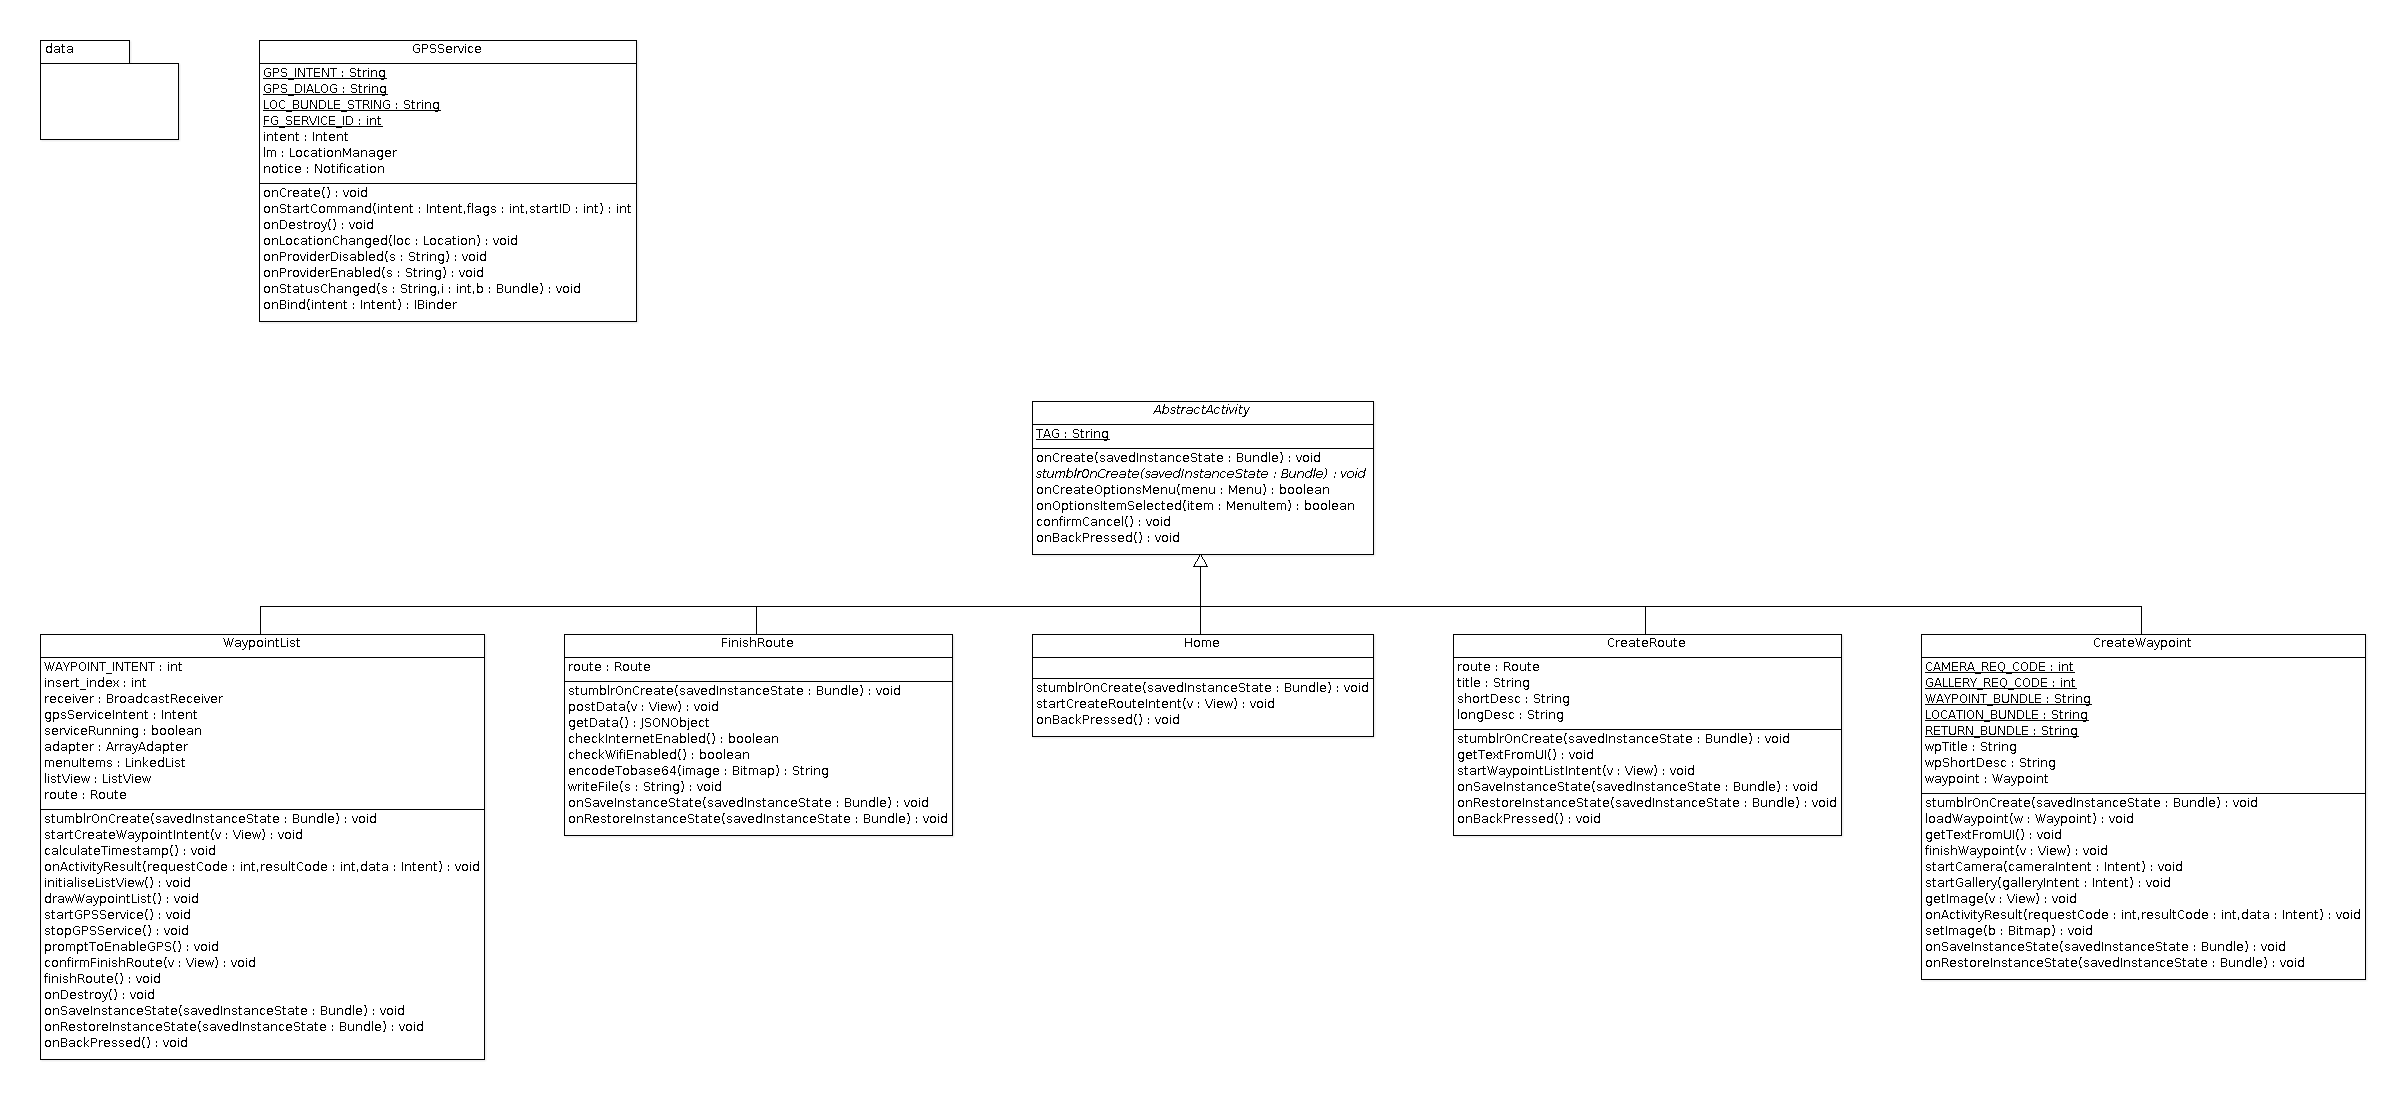 data
GPSService
GPS_INTENT : String
GPS_DIALOG : String
LOC_BUNDLE_STRING : String
FG_SERVICE_ID : int
intent : Intent
lm : LocationManager
notice : Notification
onCreate() : void
onStartCommand(intent : Intent,flags : int,startID : int) : int
onDestroy() : void
onLocationChanged(loc : Location) : void
onProviderDisabled(s : String) : void
onProviderEnabled(s : String) : void
onStatusChanged(s : String,i : int,b : Bundle) : void
onBind(intent : Intent) : IBinder
AbstractActivity
TAG : String
onCreate(savedInstanceState : Bundle) : void
stumblrOnCreate(savedInstanceState : Bundle) : void
onCreateOptionsMenu(menu : Menu) : boolean
onOptionsItemSelected(item : MenuItem) : boolean
confirmCancel() : void
onBackPressed() : void
WaypointList
WAYPOINT_INTENT : int
insert_index : int
receiver : BroadcastReceiver
gpsServiceIntent : Intent
serviceRunning : boolean
adapter : ArrayAdapter
menuItems : LinkedList
listView : ListView
route : Route
stumblrOnCreate(savedInstanceState : Bundle) : void
startCreateWaypointIntent(v : View) : void
calculateTimestamp() : void
onActivityResult(requestCode : int,resultCode : int,data : Intent) : void
initialiseListView() : void
drawWaypointList() : void
startGPSService() : void
stopGPSService() : void
promptToEnableGPS() : void
confirmFinishRoute(v : View) : void
finishRoute() : void
onDestroy() : void
onSaveInstanceState(savedInstanceState : Bundle) : void
onRestoreInstanceState(savedInstanceState : Bundle) : void
onBackPressed() : void
FinishRoute
route : Route
stumblrOnCreate(savedInstanceState : Bundle) : void
postData(v : View) : void
getData() : JSONObject
checkInternetEnabled() : boolean
checkWifiEnabled() : boolean
encodeTobase64(image : Bitmap) : String
writeFile(s : String) : void
onSaveInstanceState(savedInstanceState : Bundle) : void
onRestoreInstanceState(savedInstanceState : Bundle) : void
Home
stumblrOnCreate(savedInstanceState : Bundle) : void
startCreateRouteIntent(v : View) : void
onBackPressed() : void
CreateRoute
route : Route
title : String
shortDesc : String
longDesc : String
stumblrOnCreate(savedInstanceState : Bundle) : void
getTextFromUI() : void
startWaypointListIntent(v : View) : void
onSaveInstanceState(savedInstanceState : Bundle) : void
onRestoreInstanceState(savedInstanceState : Bundle) : void
onBackPressed() : void
CreateWaypoint
CAMERA_REQ_CODE : int
GALLERY_REQ_CODE : int
WAYPOINT_BUNDLE : String
LOCATION_BUNDLE : String
RETURN_BUNDLE : String
wpTitle : String
wpShortDesc : String
waypoint : Waypoint
stumblrOnCreate(savedInstanceState : Bundle) : void
loadWaypoint(w : Waypoint) : void
getTextFromUI() : void
finishWaypoint(v : View) : void
startCamera(cameraIntent : Intent) : void
startGallery(galleryIntent : Intent) : void
getImage(v : View) : void
onActivityResult(requestCode : int,resultCode : int,data : Intent) : void
setImage(b : Bitmap) : void
onSaveInstanceState(savedInstanceState : Bundle) : void
onRestoreInstanceState(savedInstanceState : Bundle) : void